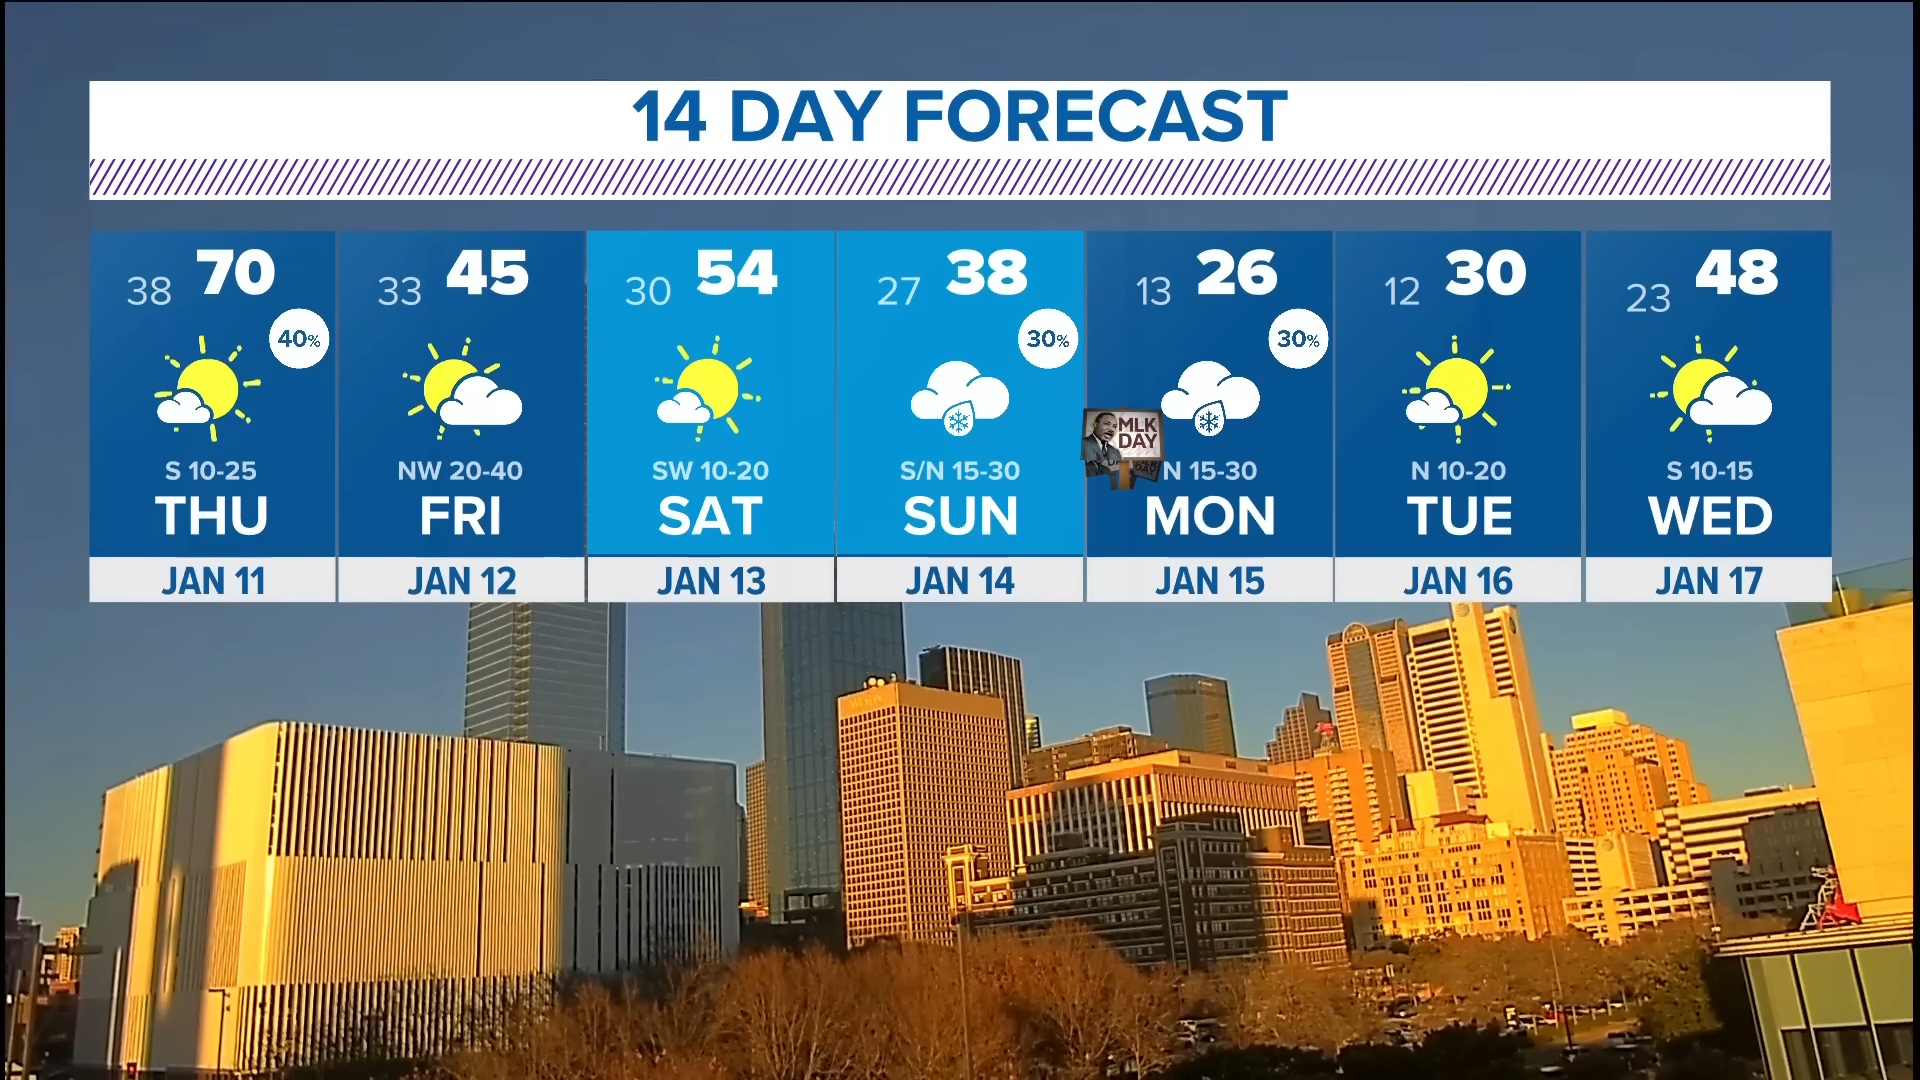 14 DAY FORECAST
38 70
40%
S 10-25
THU
JAN 11
33 45
NW 20-40
FRI
JAN 12
30 54
SW 10-20
SAT
JAN 13
27 38
30%
S/N 15-30
SUN
JAN 14
13 26
30%
MLK
DAY
N 15-30
MON
JAN 15
12 30
N 10-20
TUE
JAN 16
23 48
S 10-15
WED
JAN 17